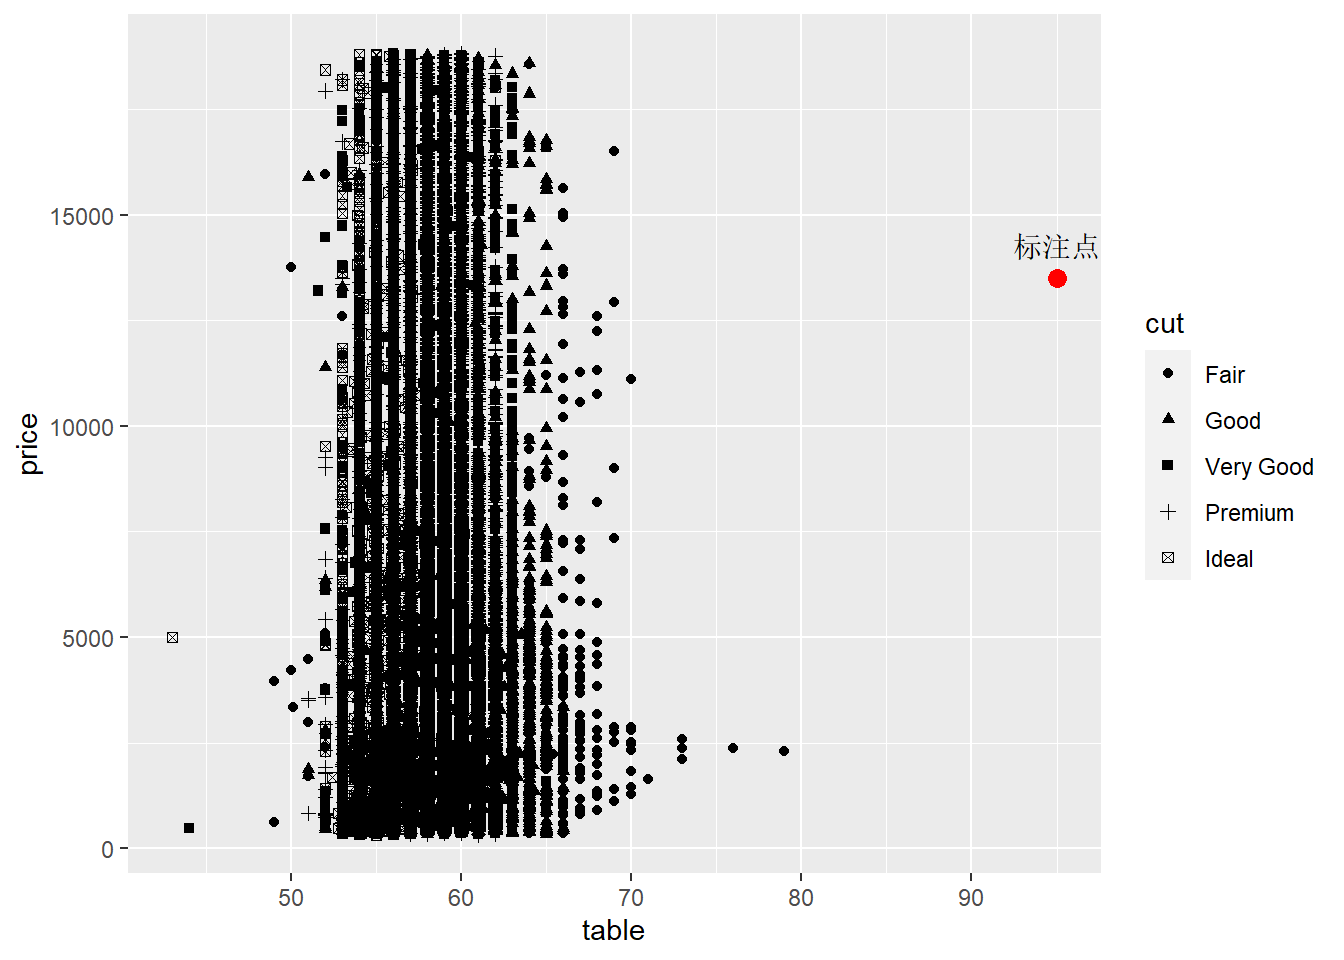 price
15000
10000
5000
0
50
60
70
80
90
table
标注点
cut
Fair
Good
Very Good
Premium
Ideal